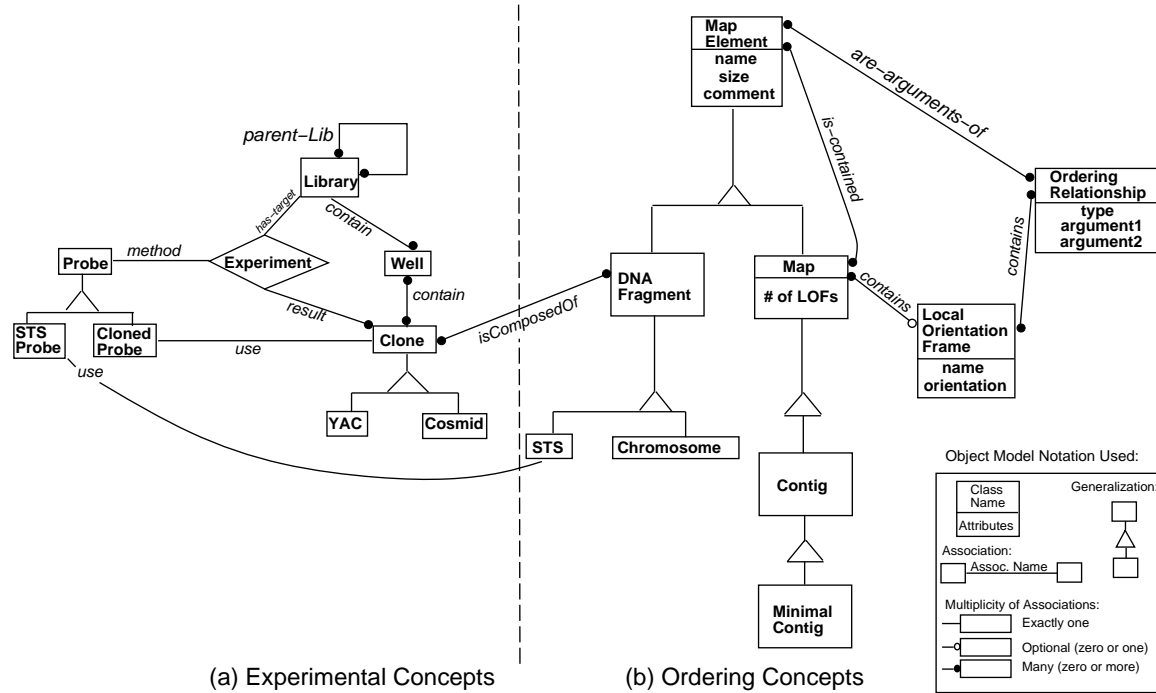 parent-Lib
Library
has-target
contain
Probe
method
Experiment
Well
result
contain
STS
Probe
Cloned
Probe
use
use
Clone
isComposedOf
YAC
Cosmid
(a) Experimental Concepts
Map
Element
name
size
comment
are-arguments-of
is-contained
Ordering
Relationship
type
argument1
argument2
DNA
Fragment
Map
# of LOFs
contains
contains
Local
Orientation
Frame
name
orientation
STS
Chromosome
Contig
Minimal
Contig
(b) Ordering Concepts
Object Model Notation Used:
Class
Name
Attributes
Generalization:
Association:
Assoc. Name
Multiplicity of Associations:
Exactly one
Optional (zero or one)
Many (zero or more)